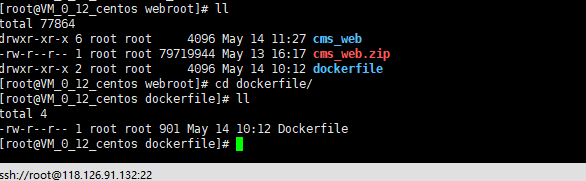 [root@VM_0_12_centos webroot]# ll
total 77864
drwxr-xr-x 6 root root     4096 May 14 11:27 cms_web
-rw-r--r-- 1 root root 79719944 May 13 16:17 cms_web.zip
drwxr-xr-x 2 root root     4096 May 14 10:12 dockerfile
[root@VM_0_12_centos webroot]# cd dockerfile/
[root@VM_0_12_centos dockerfile]# ll
total 4
-rw-r--r-- 1 root root 901 May 14 10:12 Dockerfile
[root@VM_0_12_centos dockerfile]#
ssh://root@118.126.91.132:22